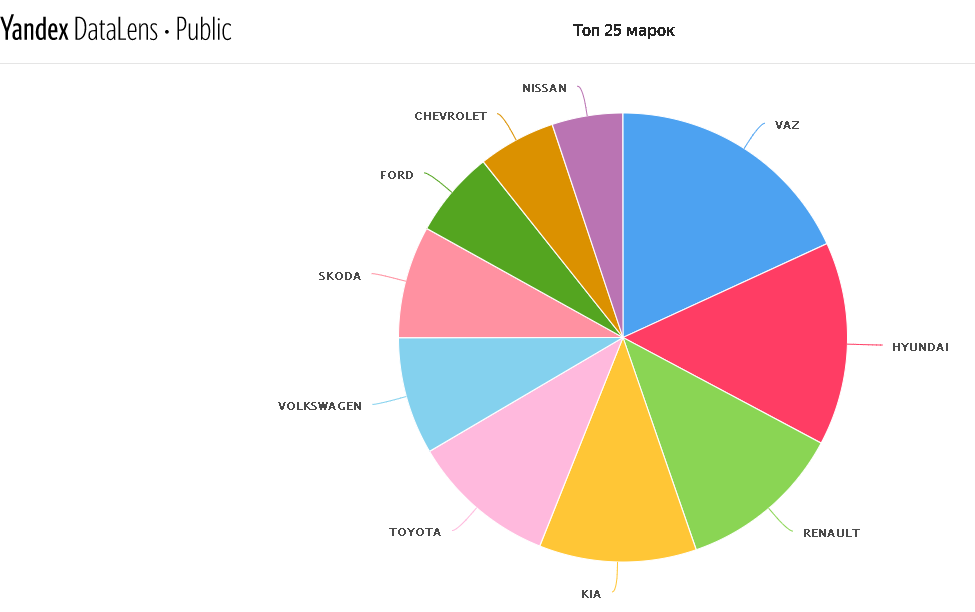 Yandex DataLens • Public
Топ 25 марок
NISSAN
CHEVROLET
VAZ
FORD
SKODA
HYUNDAI
VOLKSWAGEN
TOYOTA
RENAULT
KIA